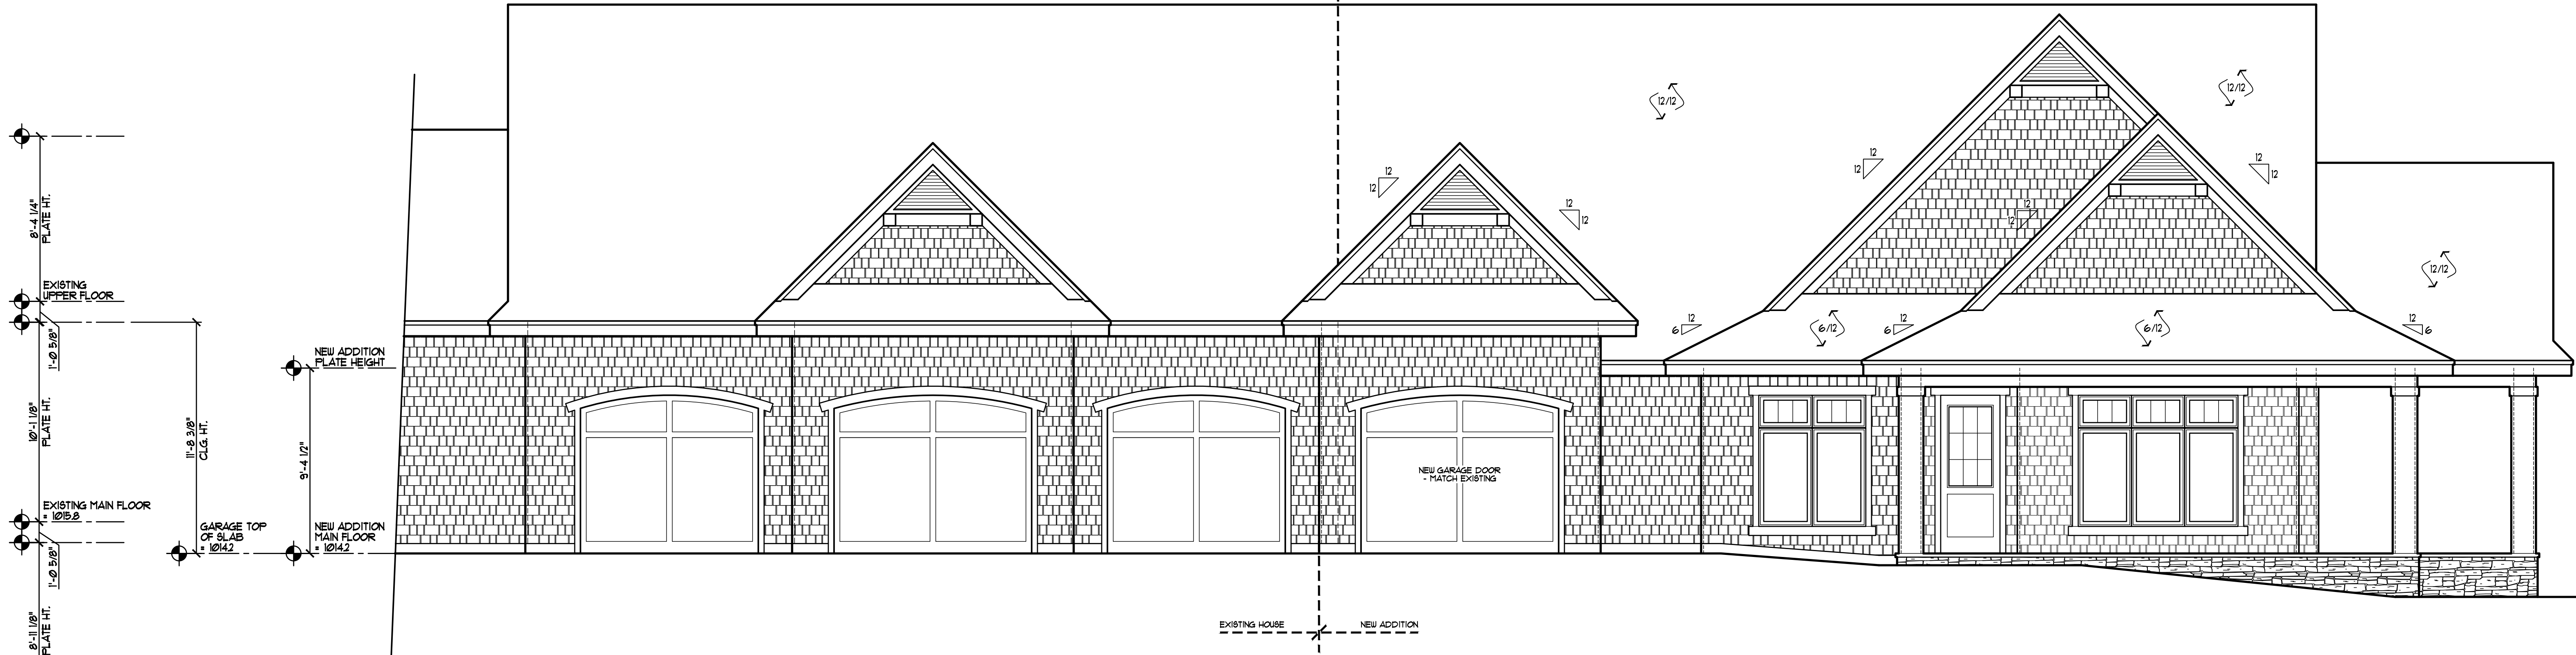 8'-4 1/4"
PLATE HT.
EXISTING
UPPER FLOOR
1'-0 5/8"
10'-1 1/8"
PLATE HT.
EXISTING MAIN FLOOR
= 1015.8
1'-0 5/8"
8'-11 1/8"
PLATE HT.
11'-8 3/8"
CLG. HT.
GARAGE TOP
OF SLAB
= 1014.2
NEW ADDITION
PLATE HEIGHT
9'-4 1/2"
NEW ADDITION
MAIN FLOOR
= 1014.2
12
12
12
12
12/12
12
12
12/12
12
12
12
12
12/12
12
6
6/12
12
6
6/12
12
6
NEW GARAGE DOOR
- MATCH EXISTING
EXISTING HOUSE
NEW ADDITION